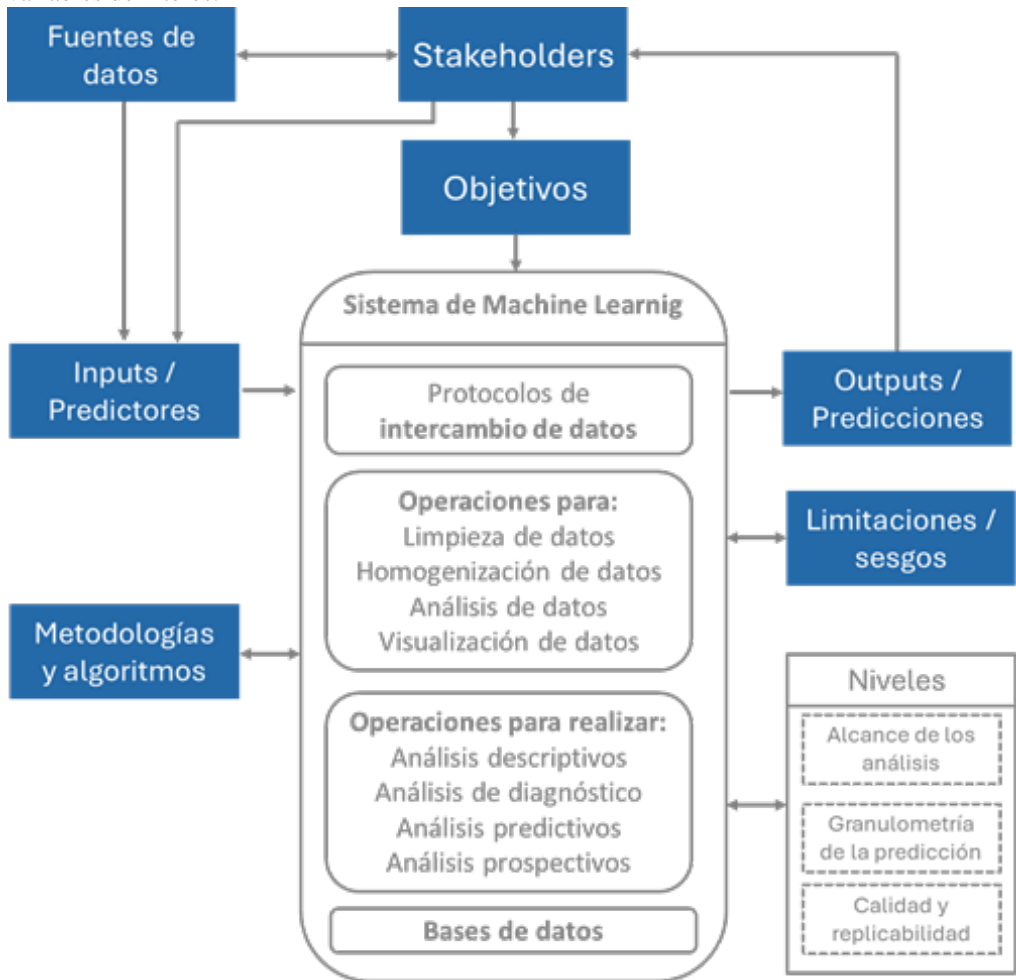 Fuentes de
datos
Stakeholders
Objetivos
Sistema de Machine Learnig
Inputs /
Predictores
Protocolos de
intercambio de datos
Outputs /
Predicciones
Operaciones para:
Limpieza de datos
Homogenización de datos
Análisis de datos
Visualización de datos
Limitaciones /
sesgos
Metodologías
y algoritmos
Operaciones para realizar:
Análisis descriptivos
Análisis de diagnóstico
Análisis predictivos
Análisis prospectivos
Bases de datos
Niveles
Alcance de los
análisis
Granulometría
de la predicción
Calidad y
replicabilidad